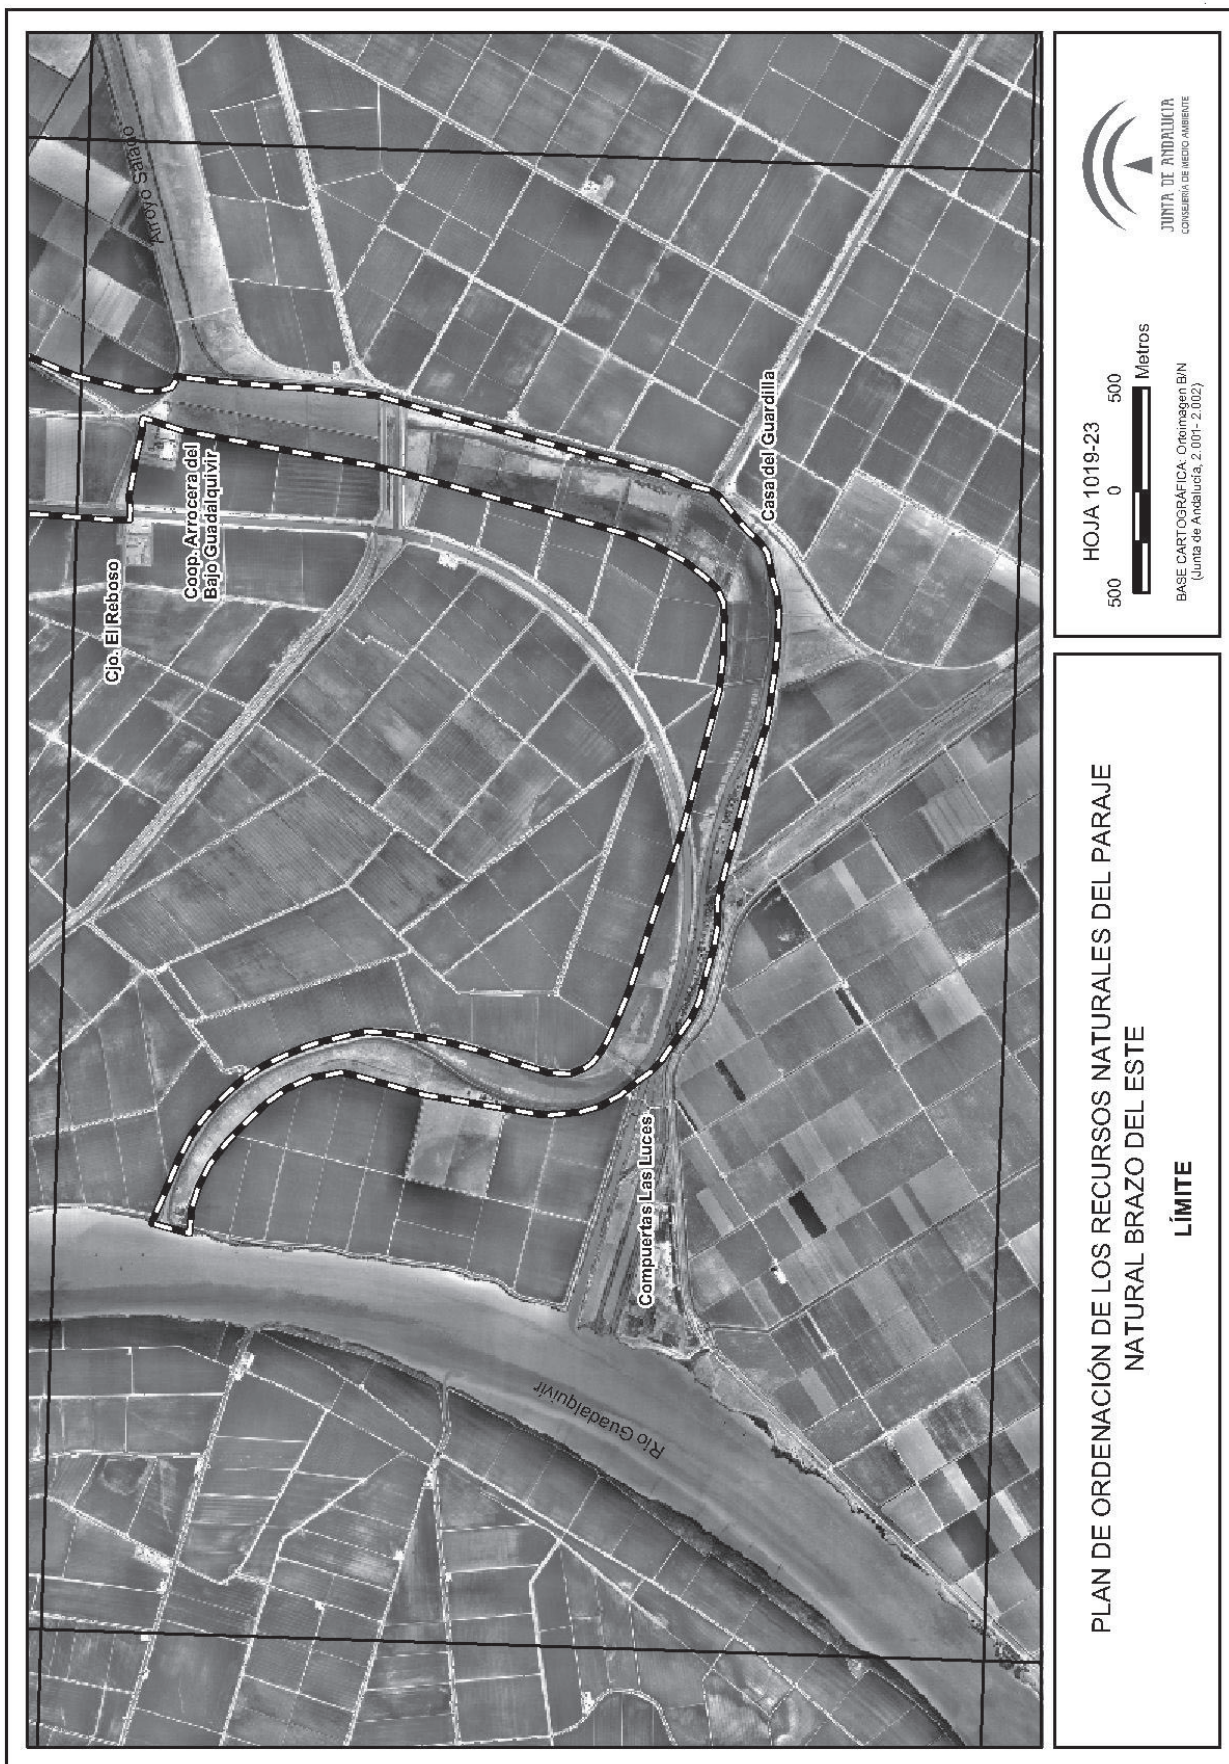 Arroyo Salado
Cjo. El Reboso
Coop. Arrocera del
Bajo Guadalquivir
Casa del Guardilla
Compuertas Las Luces
Río Guadalquivir
PLAN DE ORDENACIÓN DE LOS RECURSOS NATURALES DEL PARAJE
NATURAL BRAZO DEL ESTE
LÍMITE
HOJA 1019-23
500 0 500
Metros
BASE CARTOGRÁFICA: Ortoimagen B/N
(Junta de Andalucía, 2.001- 2.002)
JUNTA DE ANDALUCIA
CONSEJERÍA DE MEDIO AMBIENTE